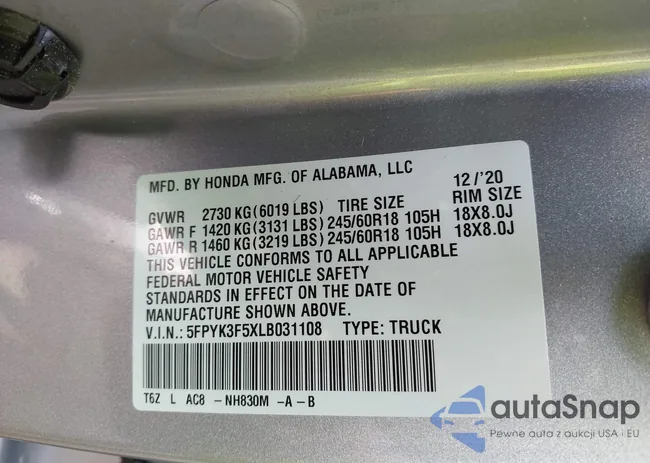 MFD. BY HONDA MFG. OF ALABAMA, LLC 12/'20
GVWR 2730 KG (6019 LBS) TIRE SIZE RIM SIZE
GAWR F 1420 KG (3131 LBS) 245/60R18 105H 18X8.0J
GAWR R 1460 KG (3219 LBS) 245/60R18 105H 18X8.0J
THIS VEHICLE CONFORMS TO ALL APPLICABLE
FEDERAL MOTOR VEHICLE SAFETY
STANDARDS IN EFFECT ON THE DATE OF
MANUFACTURE SHOWN ABOVE.
V.I.N.: 5FPYK3F5XLB031108 TYPE: TRUCK
T6Z L AC8 -NH830M -A -B
autaSnap
Pewne auta z aukcji USA i EU